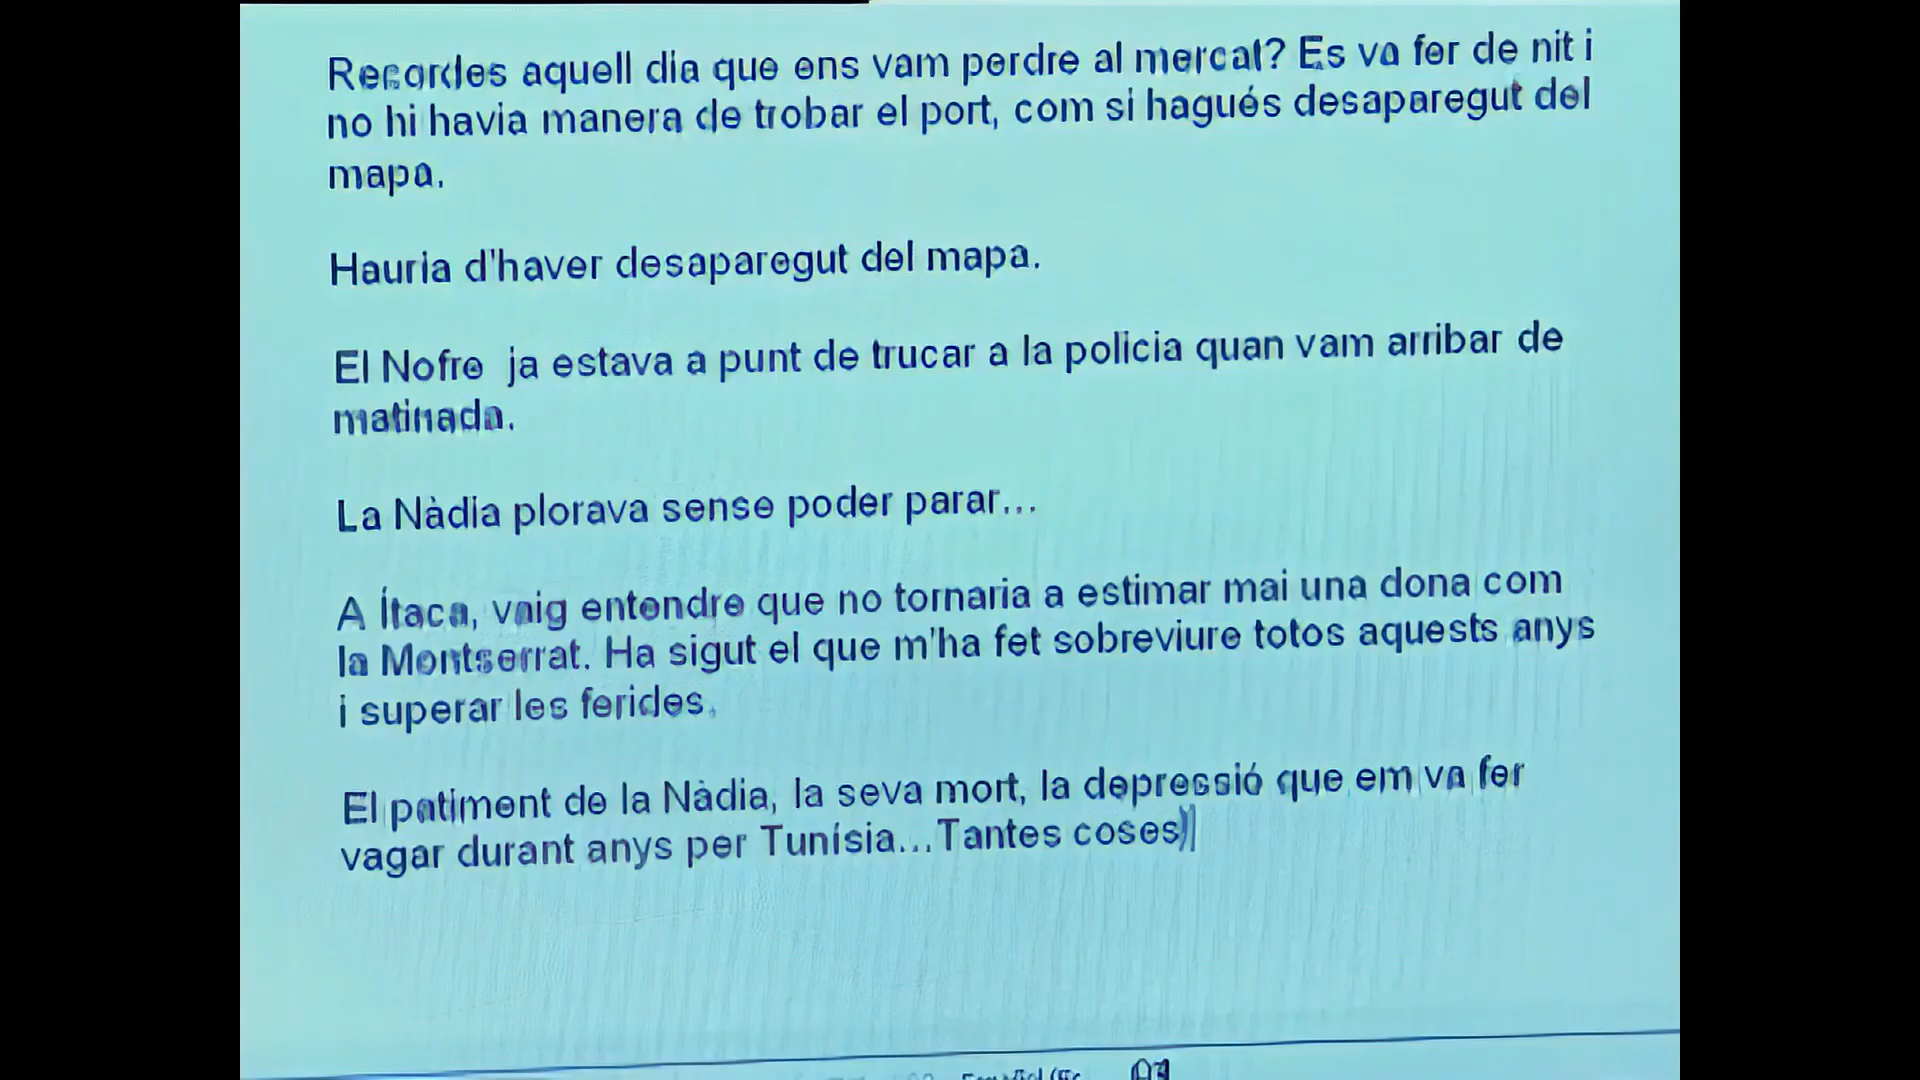 Recordes aquell dia que ens vam perdre al mercat? Es va fer de nit i
no hi havia manera de trobar el port, com si hagués desaparegut del
mapa.
Hauria d'haver desaparegut del mapa.
El Nofre  ja estava a punt de trucar a la policia quan vam arribar de
matinada.
La Nàdia plorava sense poder parar...
A Ítaca, vaig entendre que no tornaria a estimar mai una dona com
la Montserrat. Ha sigut el que m'ha fet sobreviure totos aquests anys
i superar les ferides.
El patiment de la Nàdia, la seva mort, la depressió que em va fer
vagar durant anys per Tunísia...Tantes coses